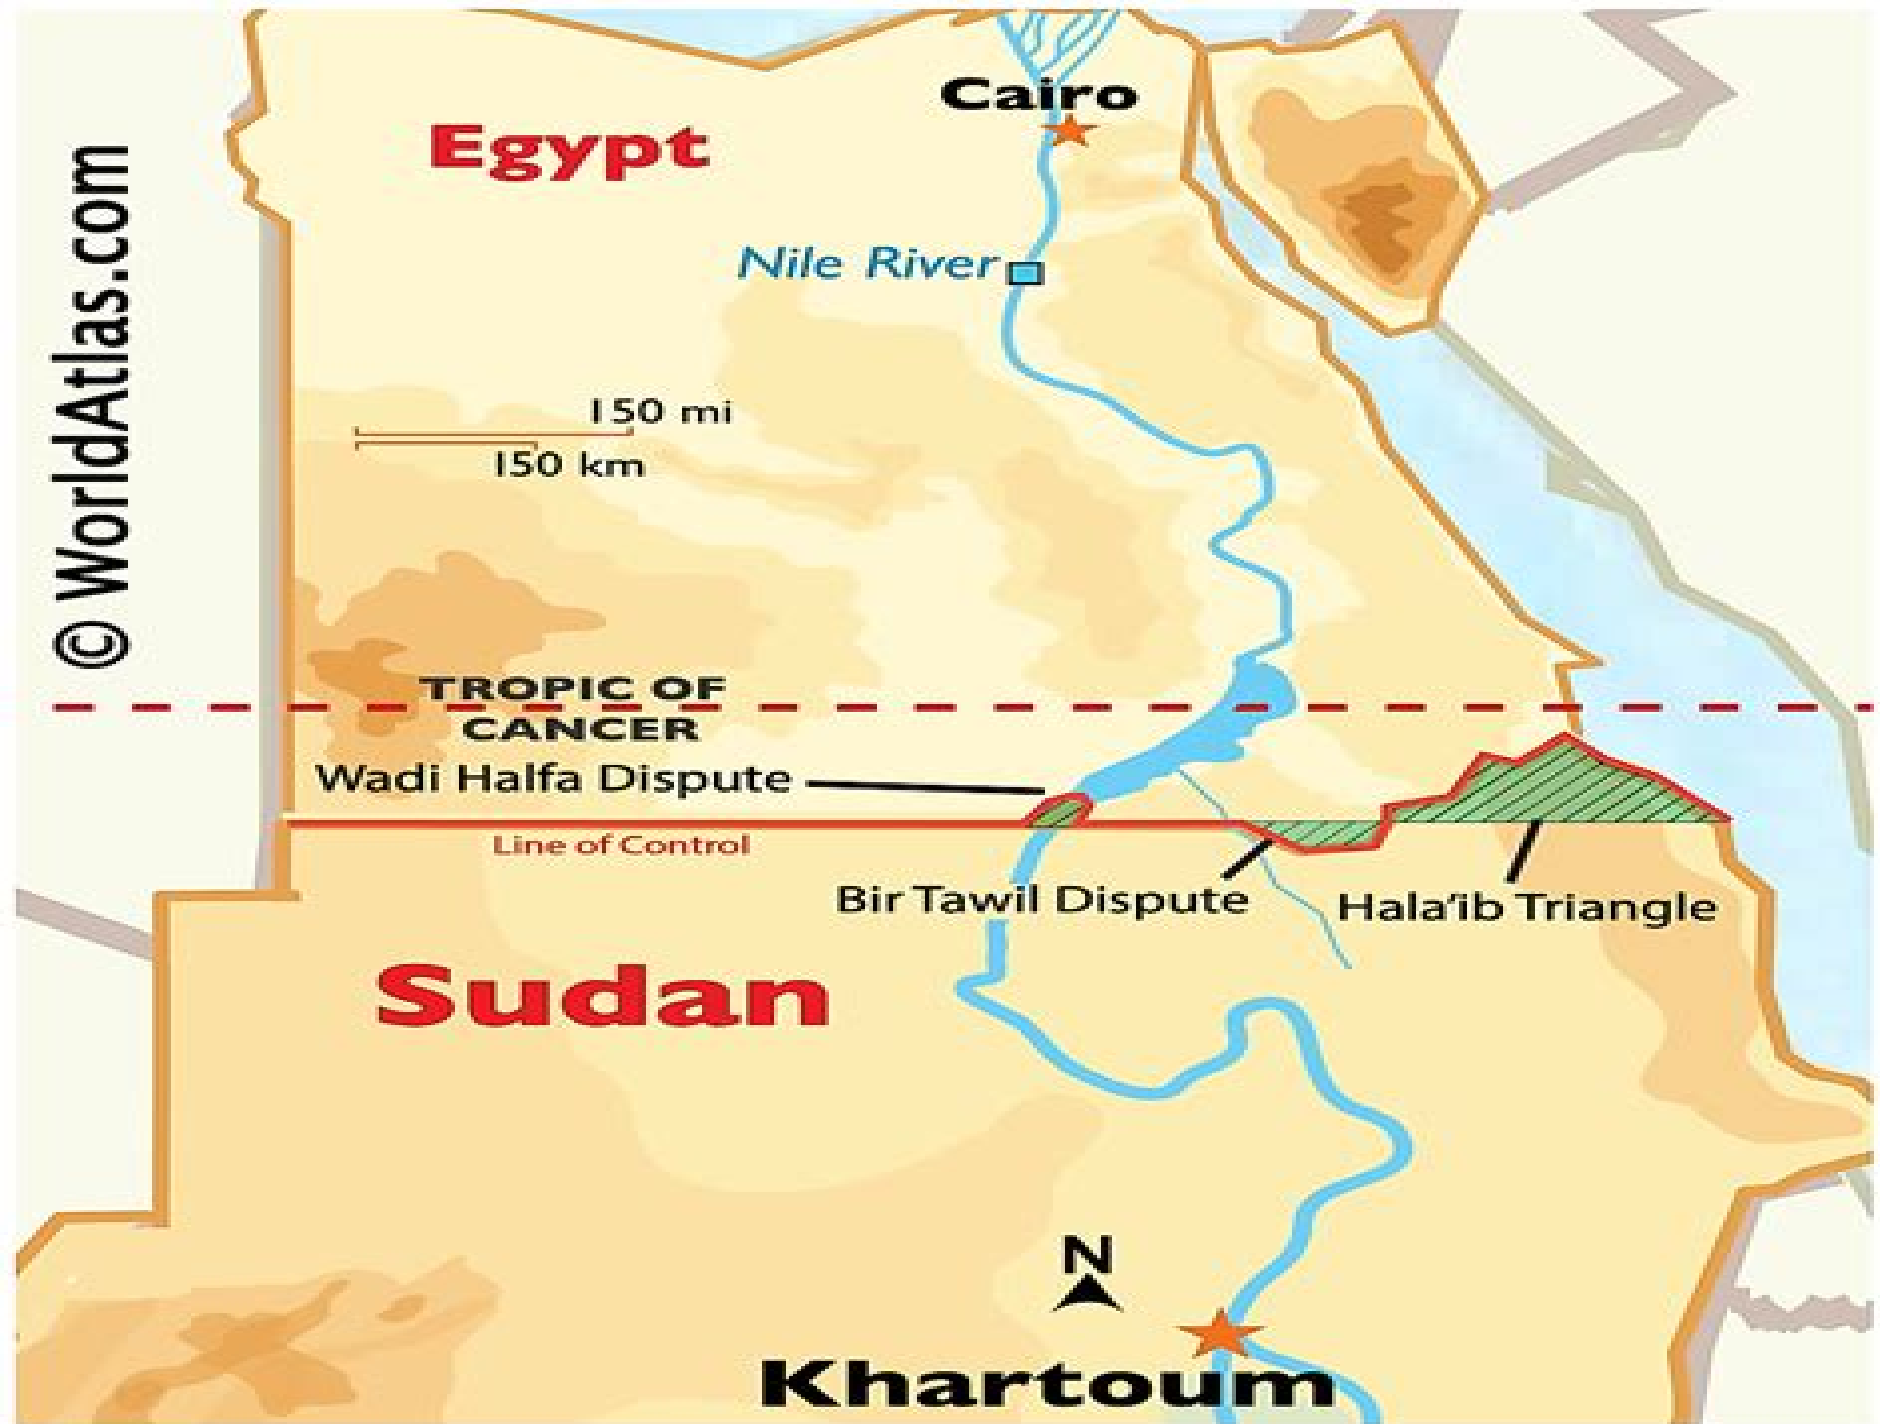 Cairo
Egypt
© WorldAtlas.com
Nile River
150 mi
150 km
TROPIC OF
CANCER
Wadi Halfa Dispute
Line of Control
Bir Tawil Dispute
Hala'ib Triangle
Sudan
N
Khartoum